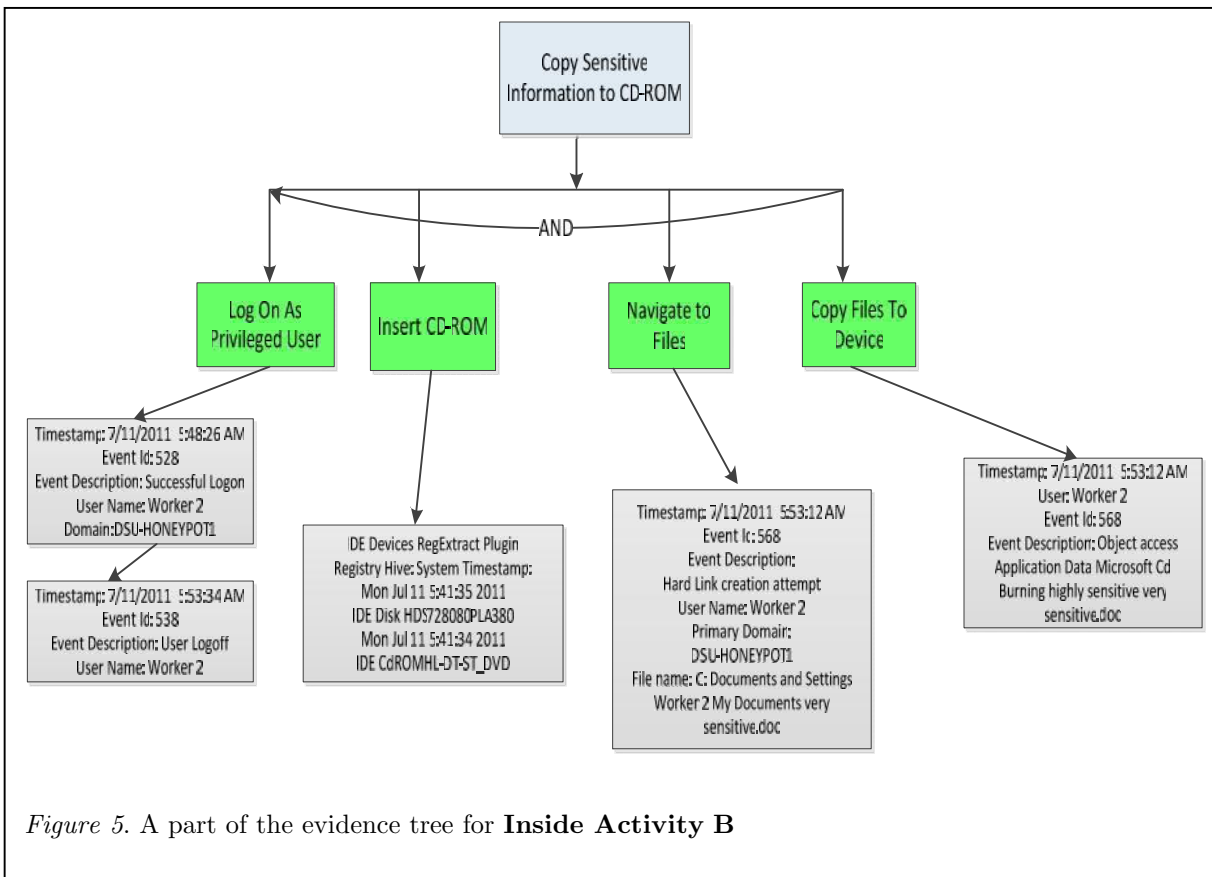 Copy Sensitive
Information to CD-ROM
AND
Log On As
Privileged User
Insert CD-ROM
Navigate to
Files
Copy Files To
Device
Timestamp: 7/11/2011 5:48:26 AM
Event Id: 528
Event Description: Successful Logon
User Name: Worker 2
Domain:DSU-HONEYPOT1
Timestamp: 7/11/2011 5:53:34 AM
Event Id: 538
Event Description: User Logoff
User Name: Worker 2
IDE Devices RegExtract Plugin
Registry Hive: System Timestamp:
Mon Jul 11 5:41:35 2011
IDE Disk HDS728080PLA380
Mon Jul 11 5:41:34 2011
IDE CdROMHL-DT-ST_DVD
Timestamp: 7/11/2011 5:53:12 AM
Event Id: 568
Event Description:
Hard Link creation attempt
User Name: Worker 2
Primary Domain:
DSU-HONEYPOT1
File name: C: Documents and Settings
Worker 2 My Documents very
sensitive.doc
Timestamp: 7/11/2011 5:53:12 AM
User: Worker 2
Event Id: 568
Event Description: Object access
Application Data Microsoft Cd
Burning highly sensitive very
sensitive.doc
Figure 5. A part of the evidence tree for Inside Activity B